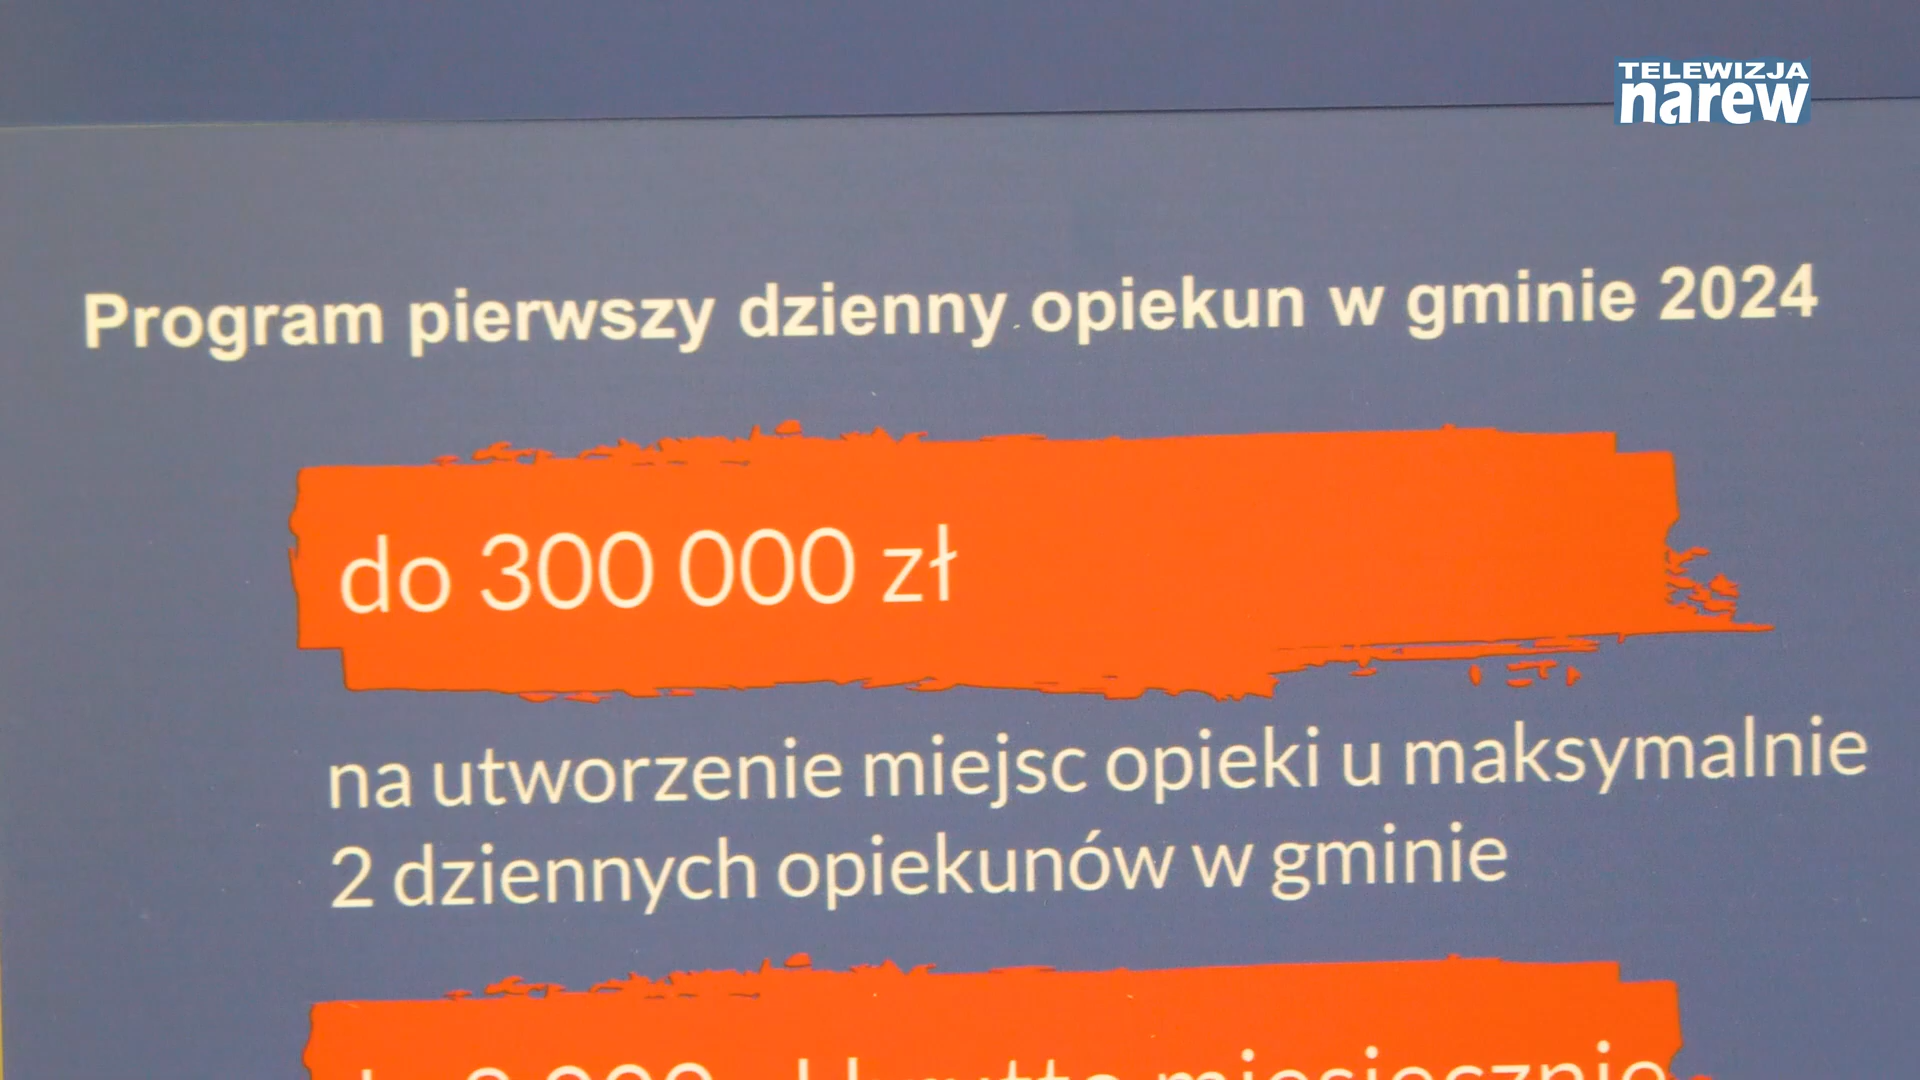 TELEWIZJA
narew
Program pierwszy dzienny opiekun w gminie 2024
do 300 000 zł
na utworzenie miejsc opieki u maksymalnie
2 dziennych opiekunów w gminie
miesięcznie